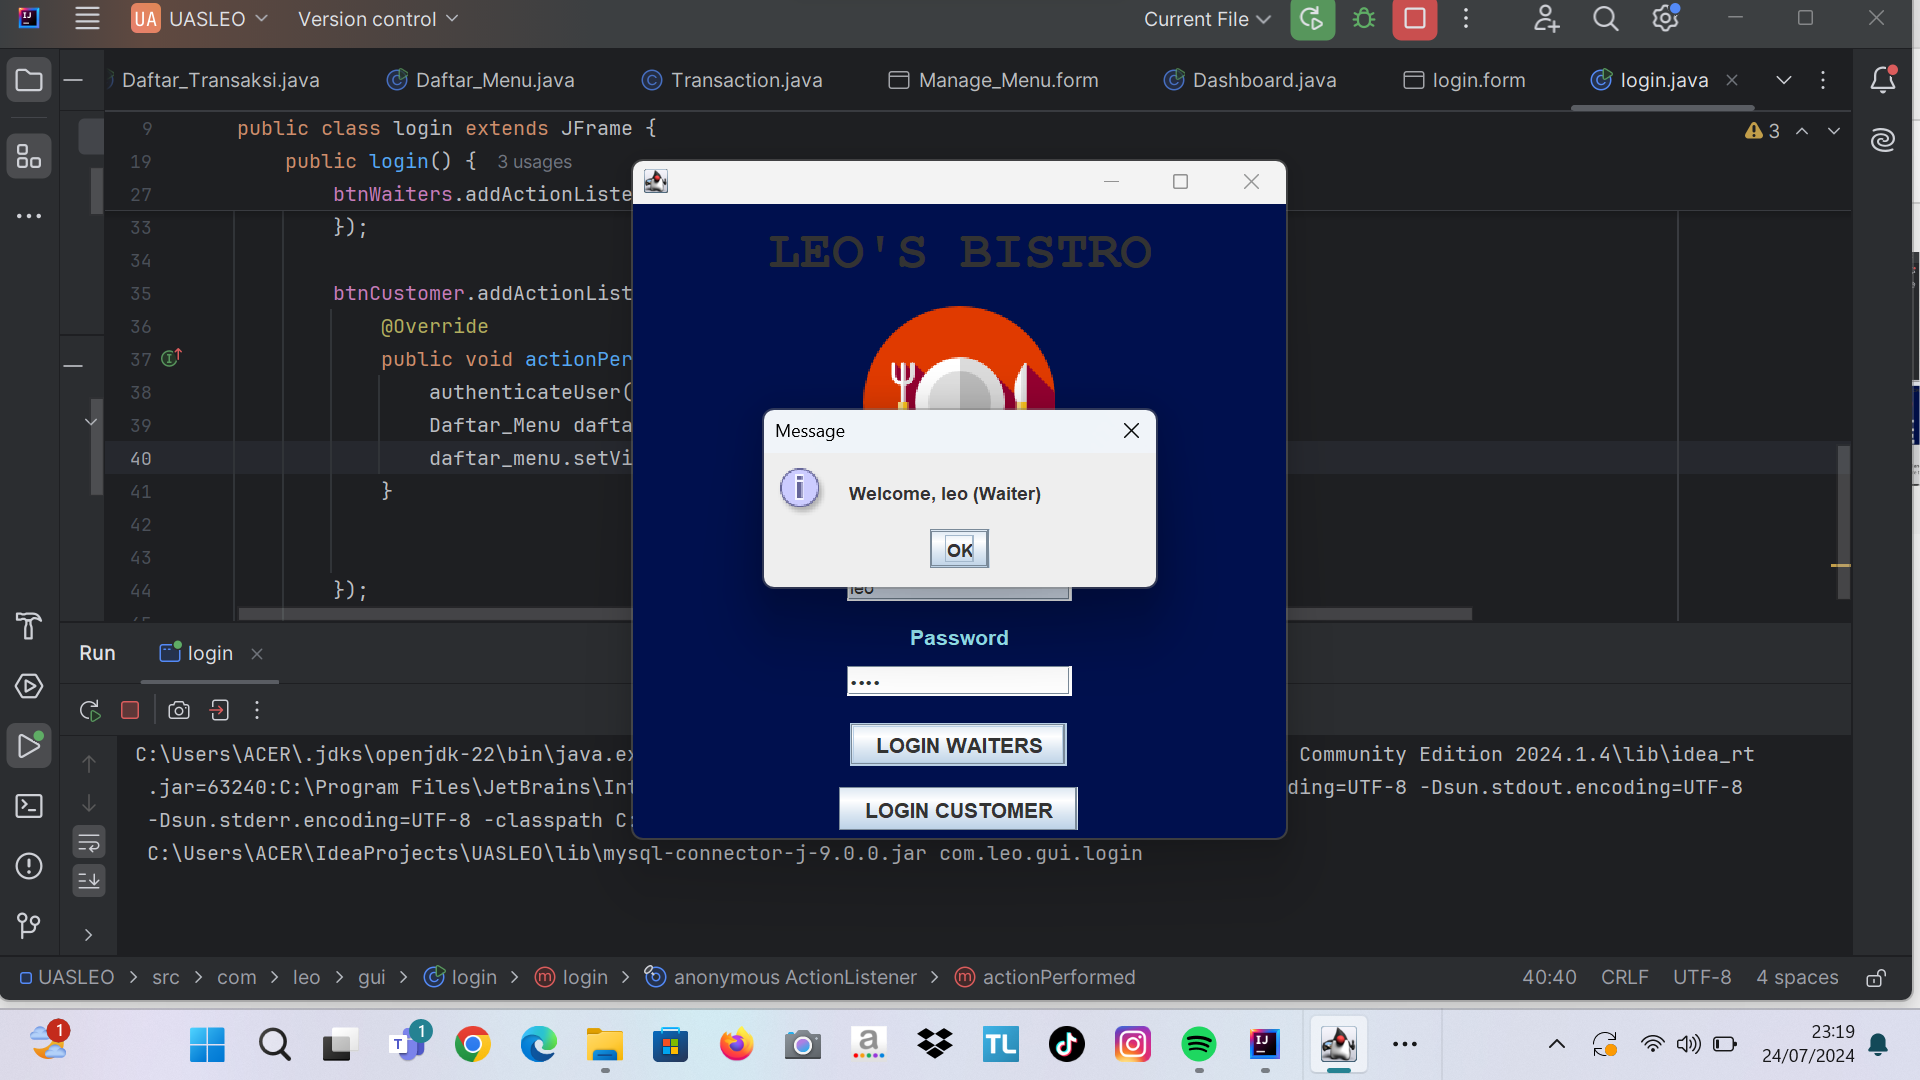 UA UASLEO Version control Current File
Daftar_Transaksi.java Daftar_Menu.java Transaction.java Manage_Menu.form Dashboard.java login.form login.java
9 public class login extends JFrame {
3
19 public login() { 3 usages
27 btnWaiters.addActionListe
33 });
34
35 btnCustomer.addActionList
36 @Override
37 public void actionPer
38 authenticateUser(
39 Daftar_Menu dafta
40 daftar_menu.setVi
41 }
42
43
44 });
LEO'S BISTRO
Message
Welcome, leo (Waiter)
OK
leo
Password
••••
LOGIN WAITERS
LOGIN CUSTOMER
Run login
C:\Users\ACER\.jdks\openjdk-22\bin\java.ex Community Edition 2024.1.4\lib\idea_rt
.jar=63240:C:\Program Files\JetBrains\Int ding=UTF-8 -Dsun.stdout.encoding=UTF-8
-Dsun.stderr.encoding=UTF-8 -classpath C:
C:\Users\ACER\IdeaProjects\UASLEO\lib\mysql-connector-j-9.0.0.jar com.leo.gui.login
UASLEO > src > com > leo > gui > login > login > anonymous ActionListener > actionPerformed 40:40 CRLF UTF-8 4 spaces
1
1
TL
23:19
24/07/2024